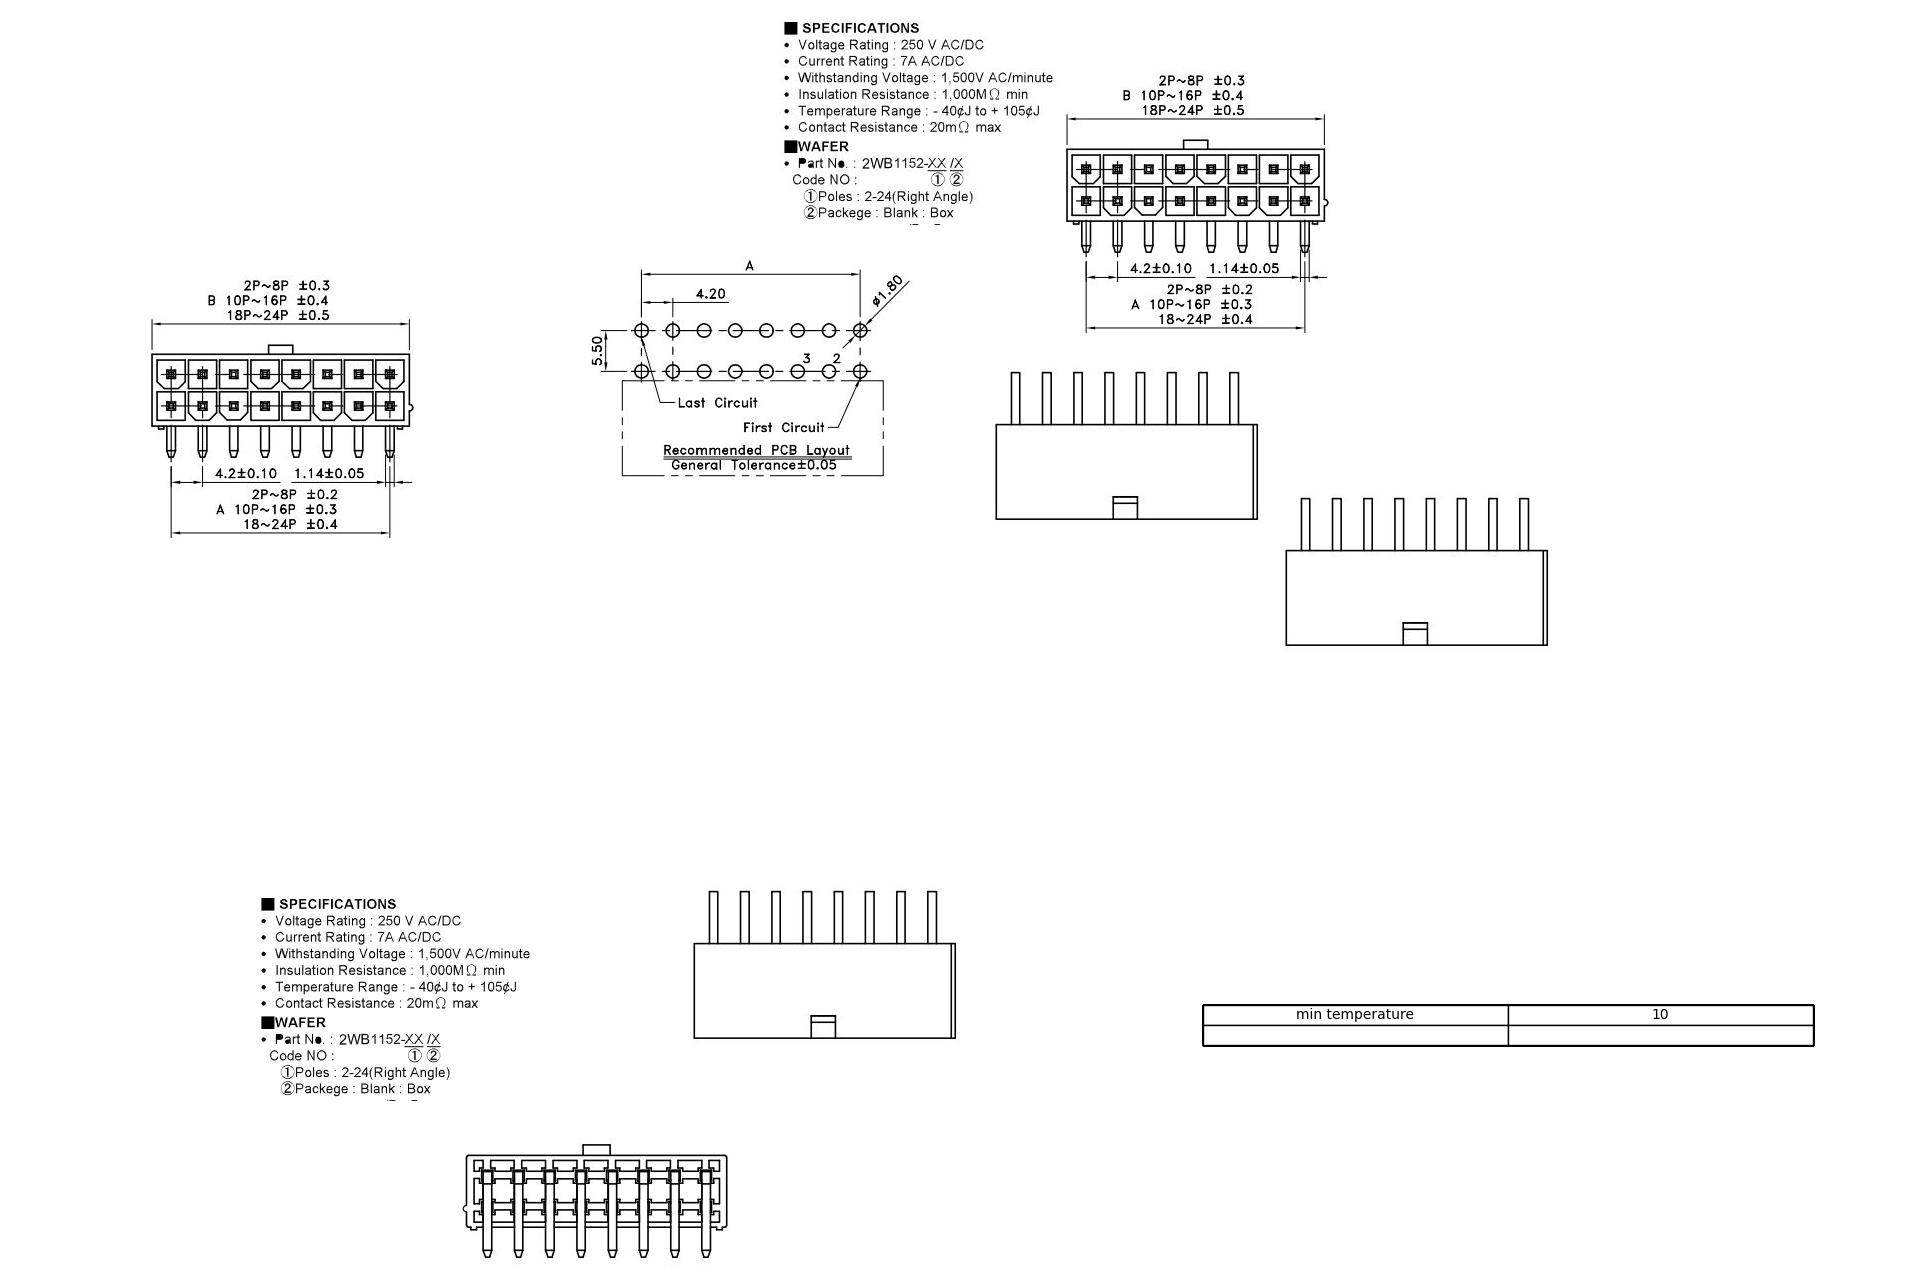 ■ SPECIFICATIONS
• Voltage Rating : 250 V AC/DC
• Current Rating : 7A AC/DC
• Withstanding Voltage : 1,500V AC/minute
• Insulation Resistance : 1,000MΩ min
• Temperature Range : - 40¢J to + 105¢J
• Contact Resistance : 20mΩ max
■WAFER
• Part No. : 2WB1152-XX /X
Code NO : ① ②
①Poles : 2-24(Right Angle)
②Packege : Blank : Box
2P~8P ±0.3
B 10P~16P ±0.4
18P~24P ±0.5
4.2±0.10 1.14±0.05
2P~8P ±0.2
A 10P~16P ±0.3
18~24P ±0.4
2P~8P ±0.3
B 10P~16P ±0.4
18P~24P ±0.5
4.2±0.10 1.14±0.05
2P~8P ±0.2
A 10P~16P ±0.3
18~24P ±0.4
A
4.20
ø1.80
5.50
3 2
Last Circuit
First Circuit
Recommended PCB Layout
General Tolerance±0.05
■ SPECIFICATIONS
• Voltage Rating : 250 V AC/DC
• Current Rating : 7A AC/DC
• Withstanding Voltage : 1,500V AC/minute
• Insulation Resistance : 1,000MΩ min
• Temperature Range : - 40¢J to + 105¢J
• Contact Resistance : 20mΩ max
■WAFER
• Part No. : 2WB1152-XX /X
Code NO : ① ②
①Poles : 2-24(Right Angle)
②Packege : Blank : Box
min temperature 10